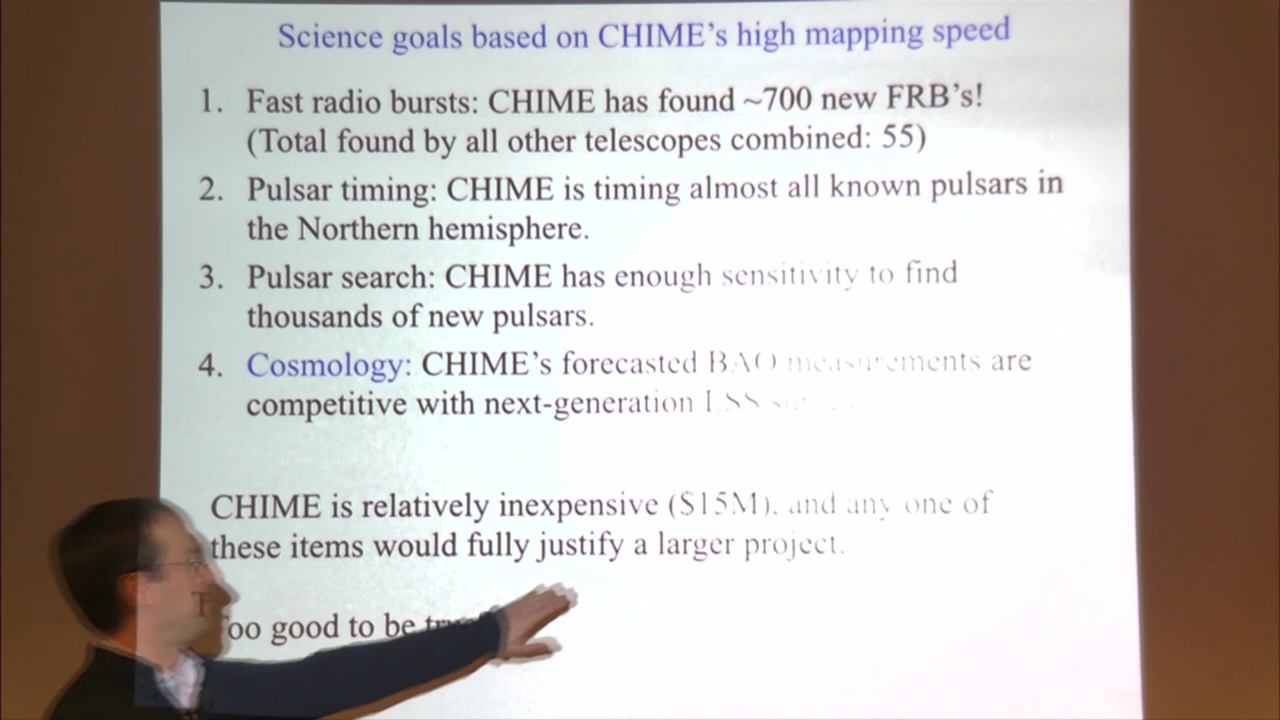 Science goals based on CHIME's high mapping speed
1. Fast radio bursts: CHIME has found ~700 new FRB's!
(Total found by all other telescopes combined: 55)
2. Pulsar timing: CHIME is timing almost all known pulsars in
the Northern hemisphere.
3. Pulsar search: CHIME has enough sensitivity to find
thousands of new pulsars.
4. Cosmology: CHIME's forecasted BAO measurements are
competitive with next-generation LSS
CHIME is relatively inexpensive ($15M), and any one of
these items would fully justify a larger project.
Too good to be